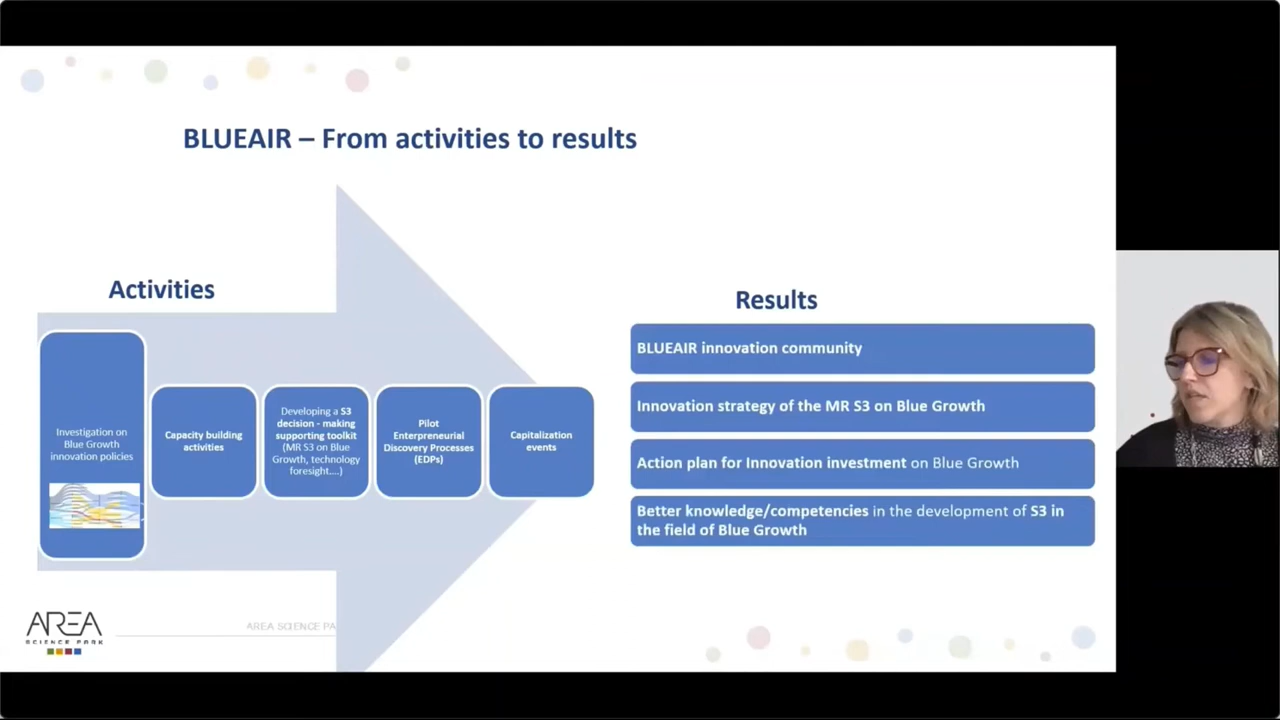 BLUEAIR – From activities to results
Activities
Investigation on
Blue Growth
innovation policies
Capacity building
activities
Developing a S3
decision - making
supporting toolkit
(MR S3 on Blue
Growth, technology
foresight....)
Pilot
Enterpreneurial
Discovery Processes
(EDPs)
Capitalization
events
Results
BLUEAIR innovation community
Innovation strategy of the MR S3 on Blue Growth
Action plan for Innovation investment on Blue Growth
Better knowledge/competencies in the development of S3 in
the field of Blue Growth
AREA
SCIENCE PARK
AREA SCIENCE PA